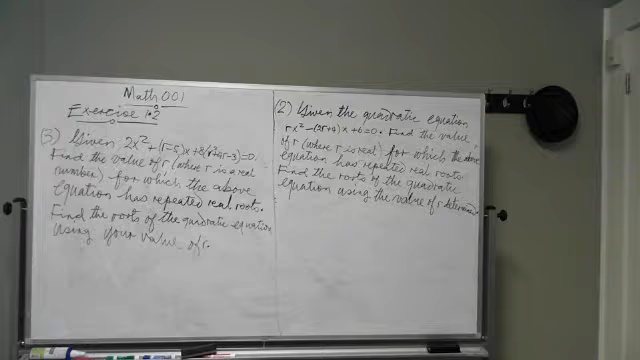 Math 001
Exercise 1.2
(3) Given 2x² + (r-5)x + 8(r²+9r-3)=0.
Find the value of r (where r is a real
number) for which the above
equation has repeated real roots.
Find the roots of the quadratic equation
using your value of r.
(2) Given the quadratic equation
rx² - (2r+4)x + 6 = 0. Find the value
of r (where r is real) for which the above
equation has repeated real roots.
Find the roots of the quadratic
equation using the value of r determined